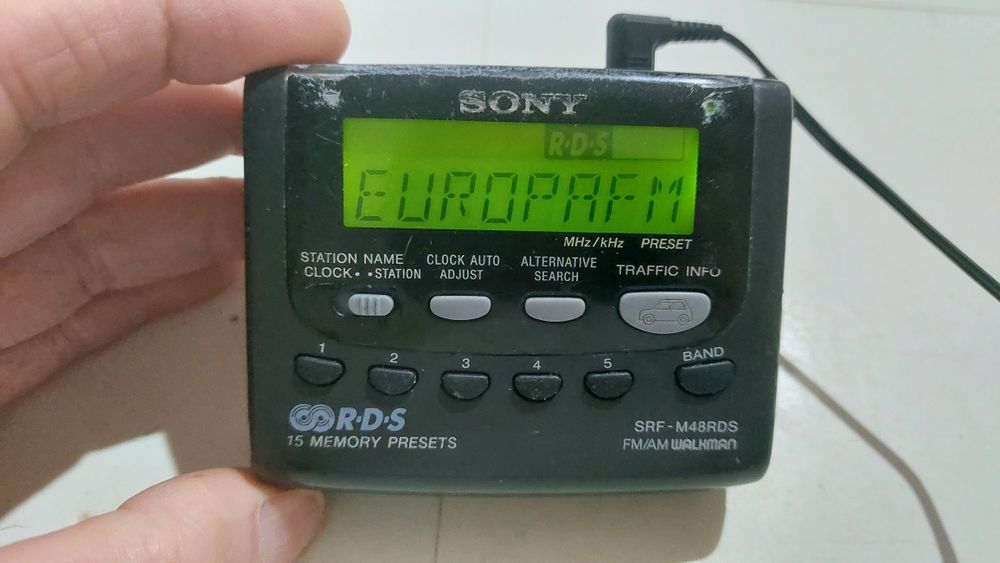 SONY
R·D·S
EUROPAFM
MHz/kHz PRESET
STATION NAME
CLOCK • • STATION
CLOCK AUTO
ADJUST
ALTERNATIVE
SEARCH
TRAFFIC INFO
1 2 3 4 5 BAND
R·D·S
15 MEMORY PRESETS
SRF-M48RDS
FM/AM WALKMAN